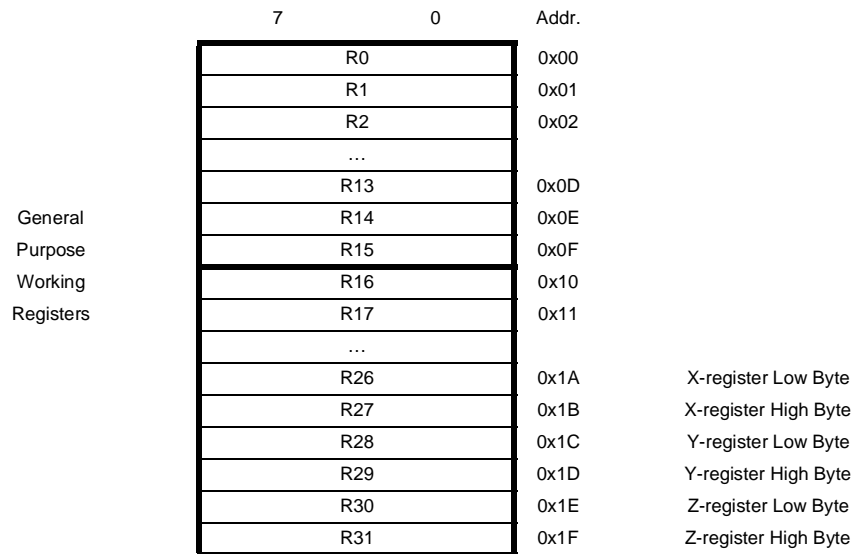 7 0 Addr.
R0 0x00
R1 0x01
R2 0x02
…
R13 0x0D
General R14 0x0E
Purpose R15 0x0F
Working R16 0x10
Registers R17 0x11
…
R26 0x1A X-register Low Byte
R27 0x1B X-register High Byte
R28 0x1C Y-register Low Byte
R29 0x1D Y-register High Byte
R30 0x1E Z-register Low Byte
R31 0x1F Z-register High Byte